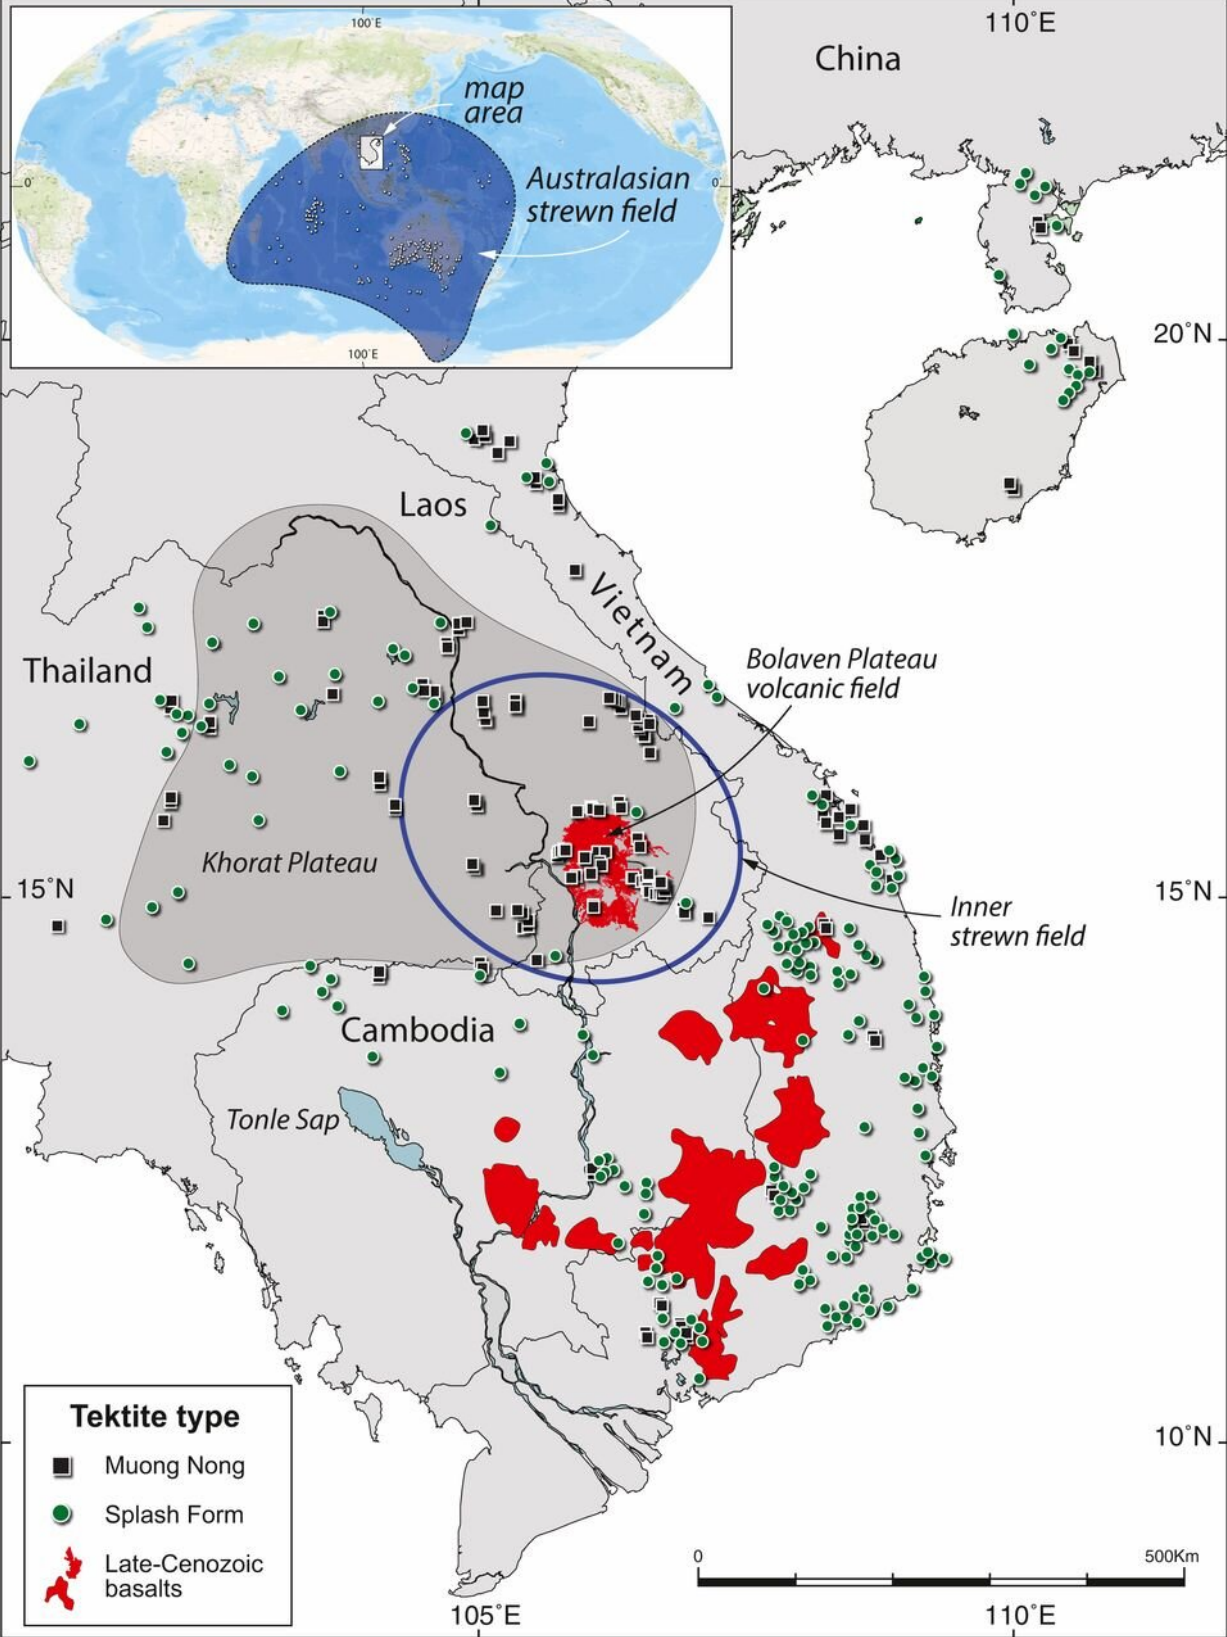 100°E
110°E
China
map
area
Australasian
strewn field
0°
0°
100°E
20°N
Laos
Vietnam
Thailand
Bolaven Plateau
volcanic field
Khorat Plateau
15°N
15°N
Inner
strewn field
Cambodia
Tonle Sap
Tektite type
Muong Nong
Splash Form
Late-Cenozoic
basalts
10°N
0
500Km
105°E
110°E